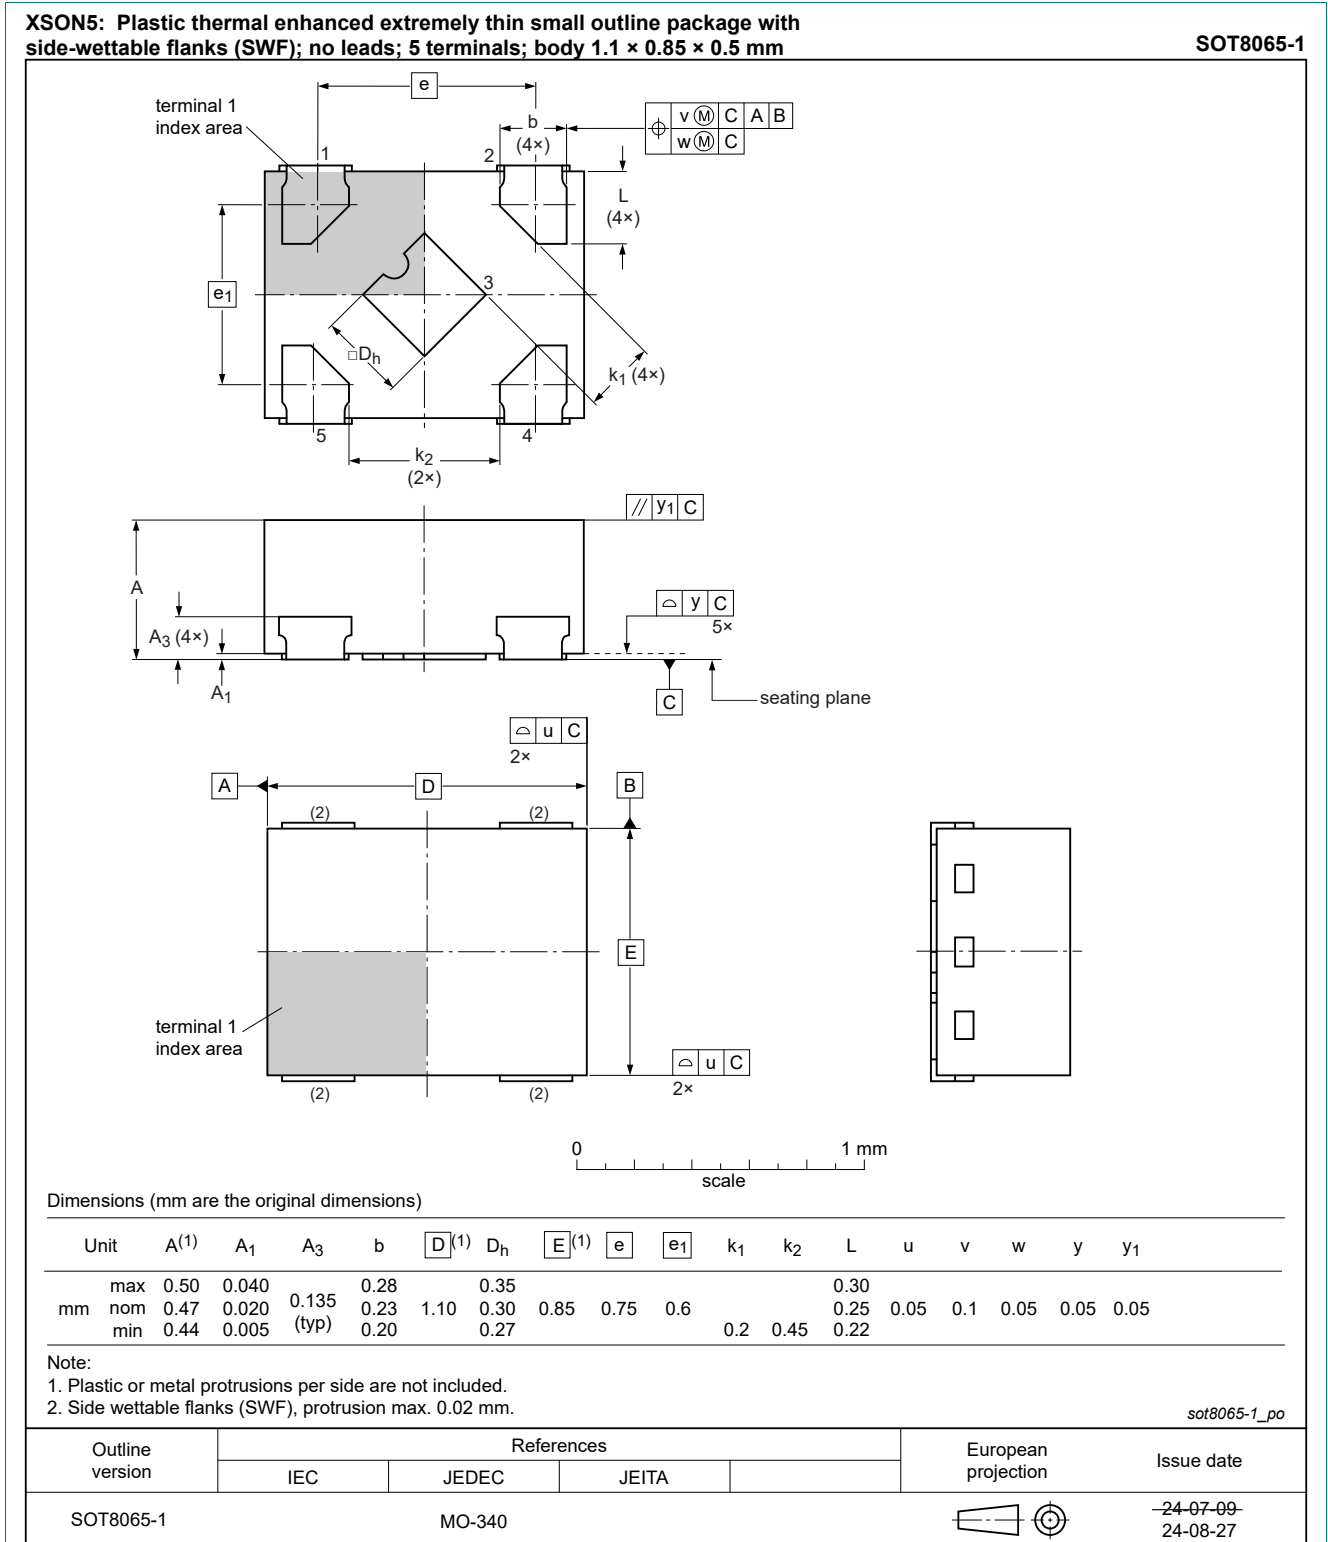 XSON5: Plastic thermal enhanced extremely thin small outline package with
side-wettable flanks (SWF); no leads; 5 terminals; body 1.1 × 0.85 × 0.5 mm
SOT8065-1
e
terminal 1
index area
b
(4×)
v Ⓜ C A B
w Ⓜ C
1
2
L
(4×)
e1
3
□Dh
k1 (4×)
5
4
k2
(2×)
// y1 C
A
A3 (4×)
y C
5×
A1
C
seating plane
u C
2×
A
D
B
(2)
(2)
E
terminal 1
index area
u C
2×
(2)
(2)
0
1 mm
scale
Dimensions (mm are the original dimensions)
Unit A(1) A1 A3 b D(1) Dh E(1) e e1 k1 k2 L u v w y y1
max 0.50 0.040 0.28 0.35 0.30
mm nom 0.47 0.020 0.135 (typ) 0.23 1.10 0.30 0.85 0.75 0.6 0.25 0.05 0.1 0.05 0.05 0.05
min 0.44 0.005 0.20 0.27 0.2 0.45 0.22
Note:
1. Plastic or metal protrusions per side are not included.
2. Side wettable flanks (SWF), protrusion max. 0.02 mm.
sot8065-1_po
Outline
version
References
European
projection
Issue date
IEC JEDEC JEITA
SOT8065-1
MO-340
24-07-09
24-08-27